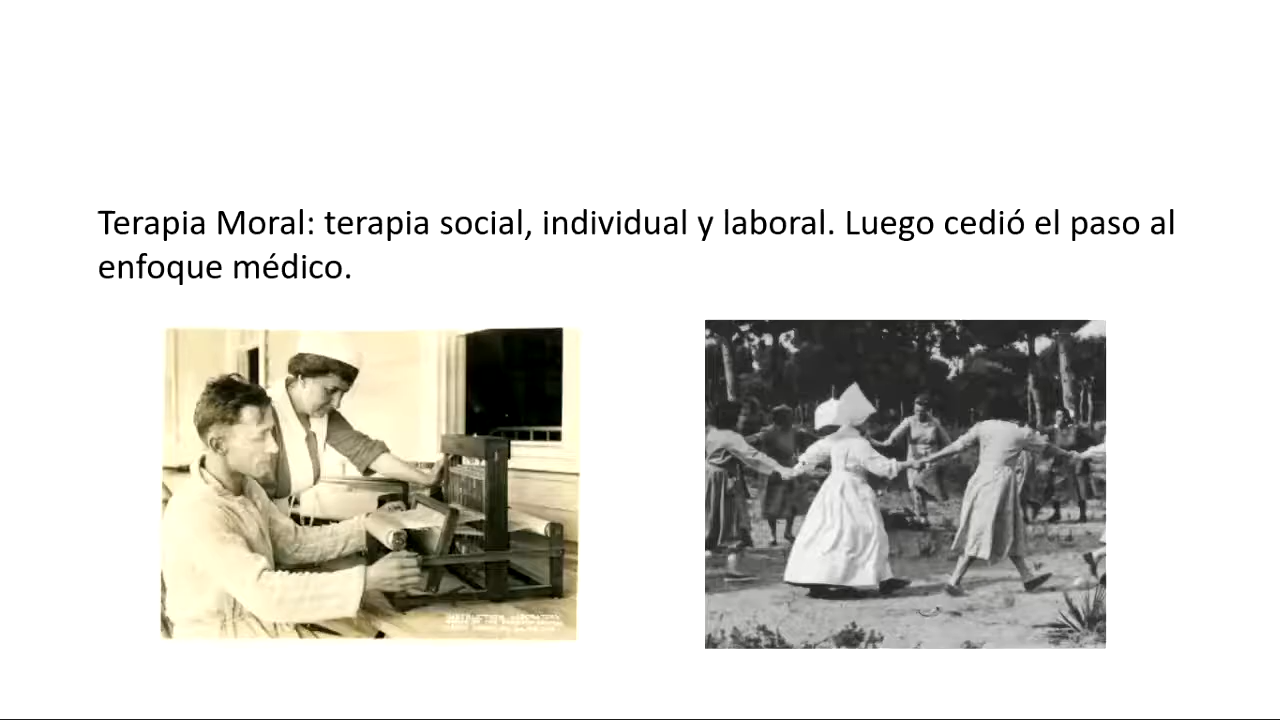 Terapia Moral: terapia social, individual y laboral. Luego cedió el paso al
enfoque médico.